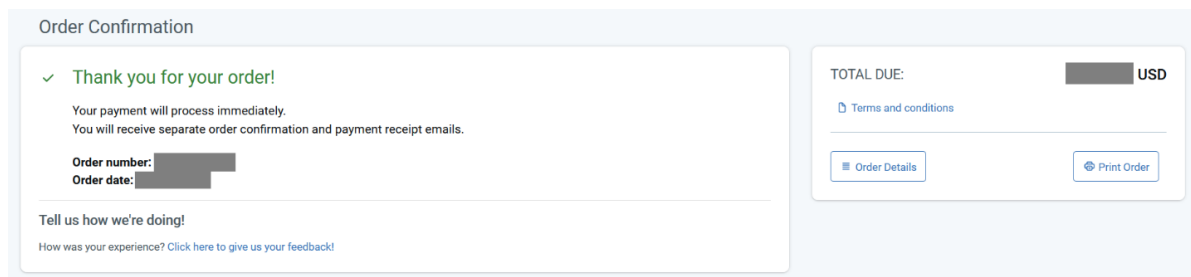 Order Confirmation
Thank you for your order!
Your payment will process immediately.
You will receive separate order confirmation and payment receipt emails.
Order number:
Order date:
Tell us how we're doing!
How was your experience? Click here to give us your feedback!
TOTAL DUE: USD
Terms and conditions
Order Details
Print Order